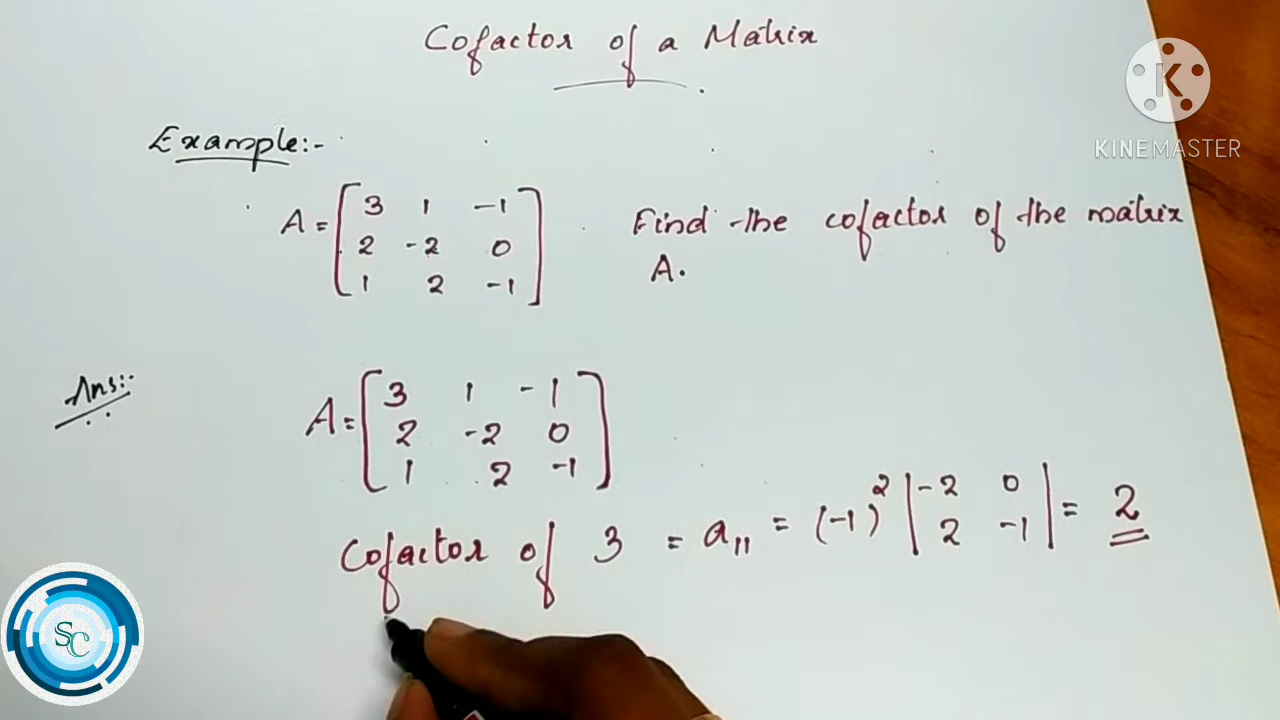 Cofactor of a Matrix
KINEMASTER
Example:-
A = [ 3 1 -1 Find the cofactor of the matrix
2 -2 0
1 2 -1 ] A.
Ans:-
A = [ 3 1 -1
2 -2 0
1 2 -1 ]
Cofactor of 3 = a₁₁ = (-1)² | -2 0
2 -1 | = 2
SC